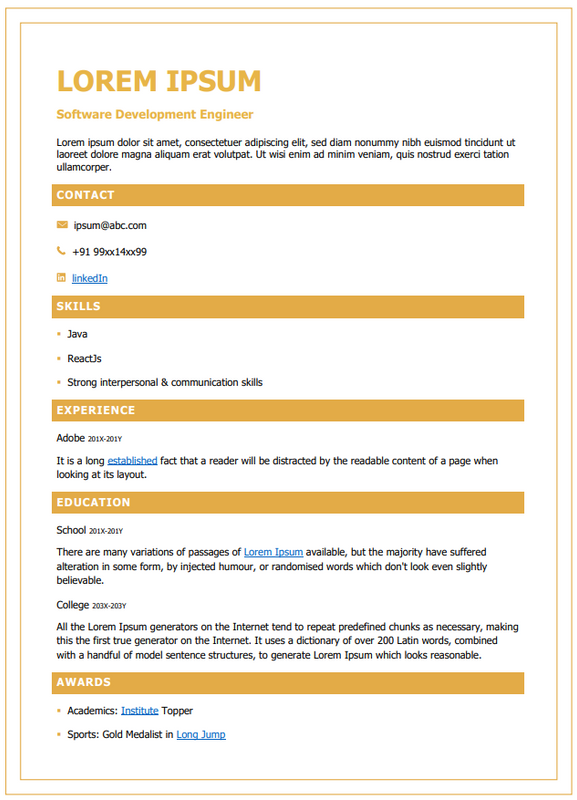 LOREM IPSUM
Software Development Engineer
Lorem ipsum dolor sit amet, consectetuer adipiscing elit, sed diam nonummy nibh euismod tincidunt ut
laoreet dolore magna aliquam erat volutpat. Ut wisi enim ad minim veniam, quis nostrud exerci tation
ullamcorper.
CONTACT
ipsum@abc.com
+91 99xx14xx99
linkedIn
SKILLS
Java
ReactJs
Strong interpersonal & communication skills
EXPERIENCE
Adobe 201X-201Y
It is a long established fact that a reader will be distracted by the readable content of a page when
looking at its layout.
EDUCATION
School 201X-201Y
There are many variations of passages of Lorem Ipsum available, but the majority have suffered
alteration in some form, by injected humour, or randomised words which don't look even slightly
believable.
College 203X-203Y
All the Lorem Ipsum generators on the Internet tend to repeat predefined chunks as necessary, making
this the first true generator on the Internet. It uses a dictionary of over 200 Latin words, combined
with a handful of model sentence structures, to generate Lorem Ipsum which looks reasonable.
AWARDS
Academics: Institute Topper
Sports: Gold Medalist in Long Jump